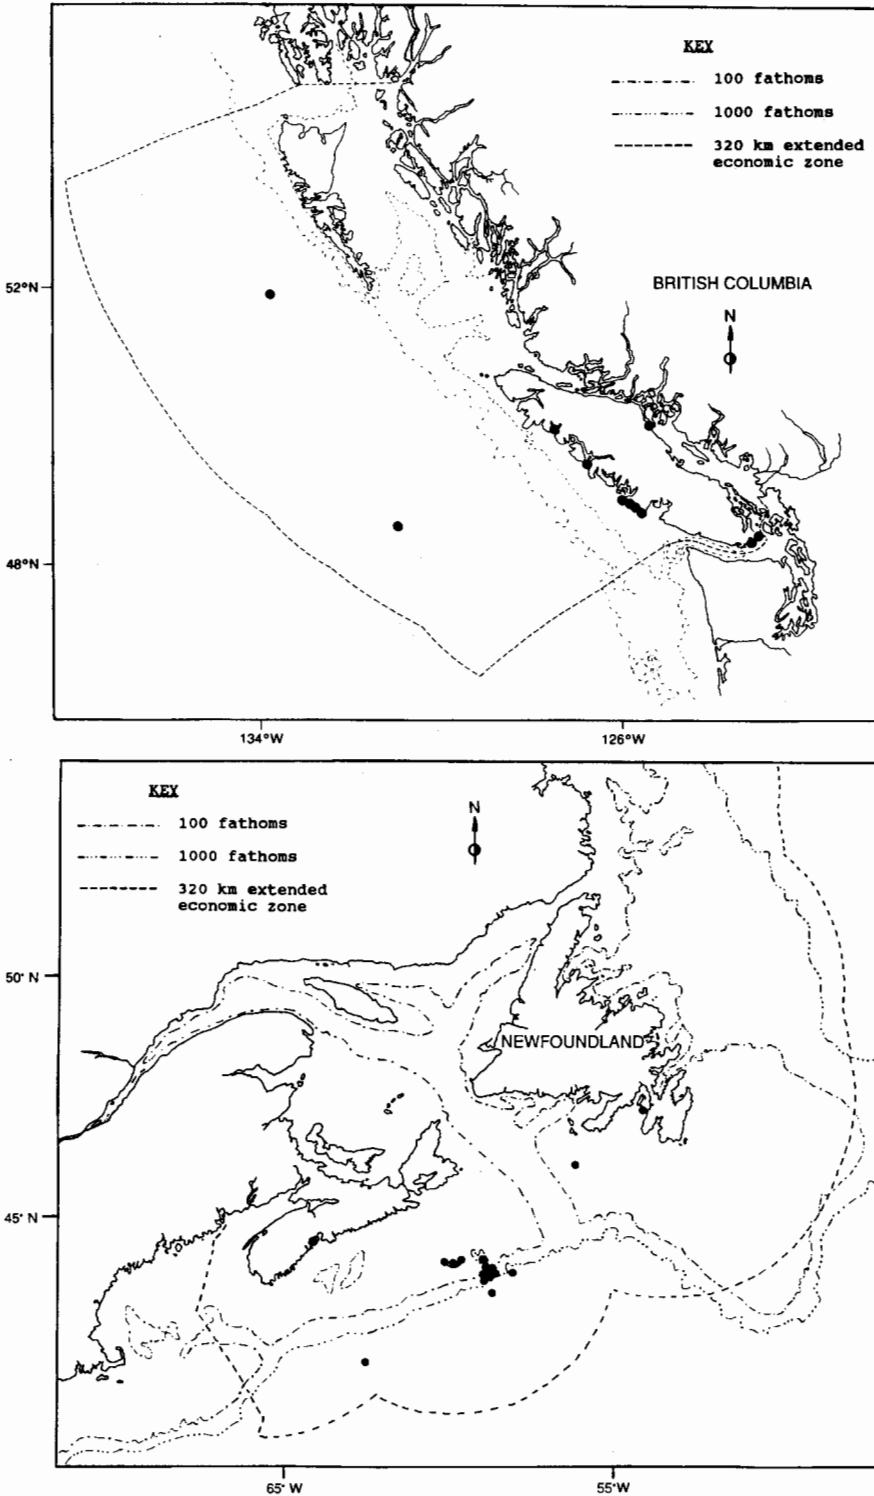 KEY
100 fathoms
1000 fathoms
320 km extended
economic zone
52°N
BRITISH COLUMBIA
N
48°N
134°W
126°W
KEY
100 fathoms
1000 fathoms
320 km extended
economic zone
N
50° N
NEWFOUNDLAND
45° N
65° W
55°W